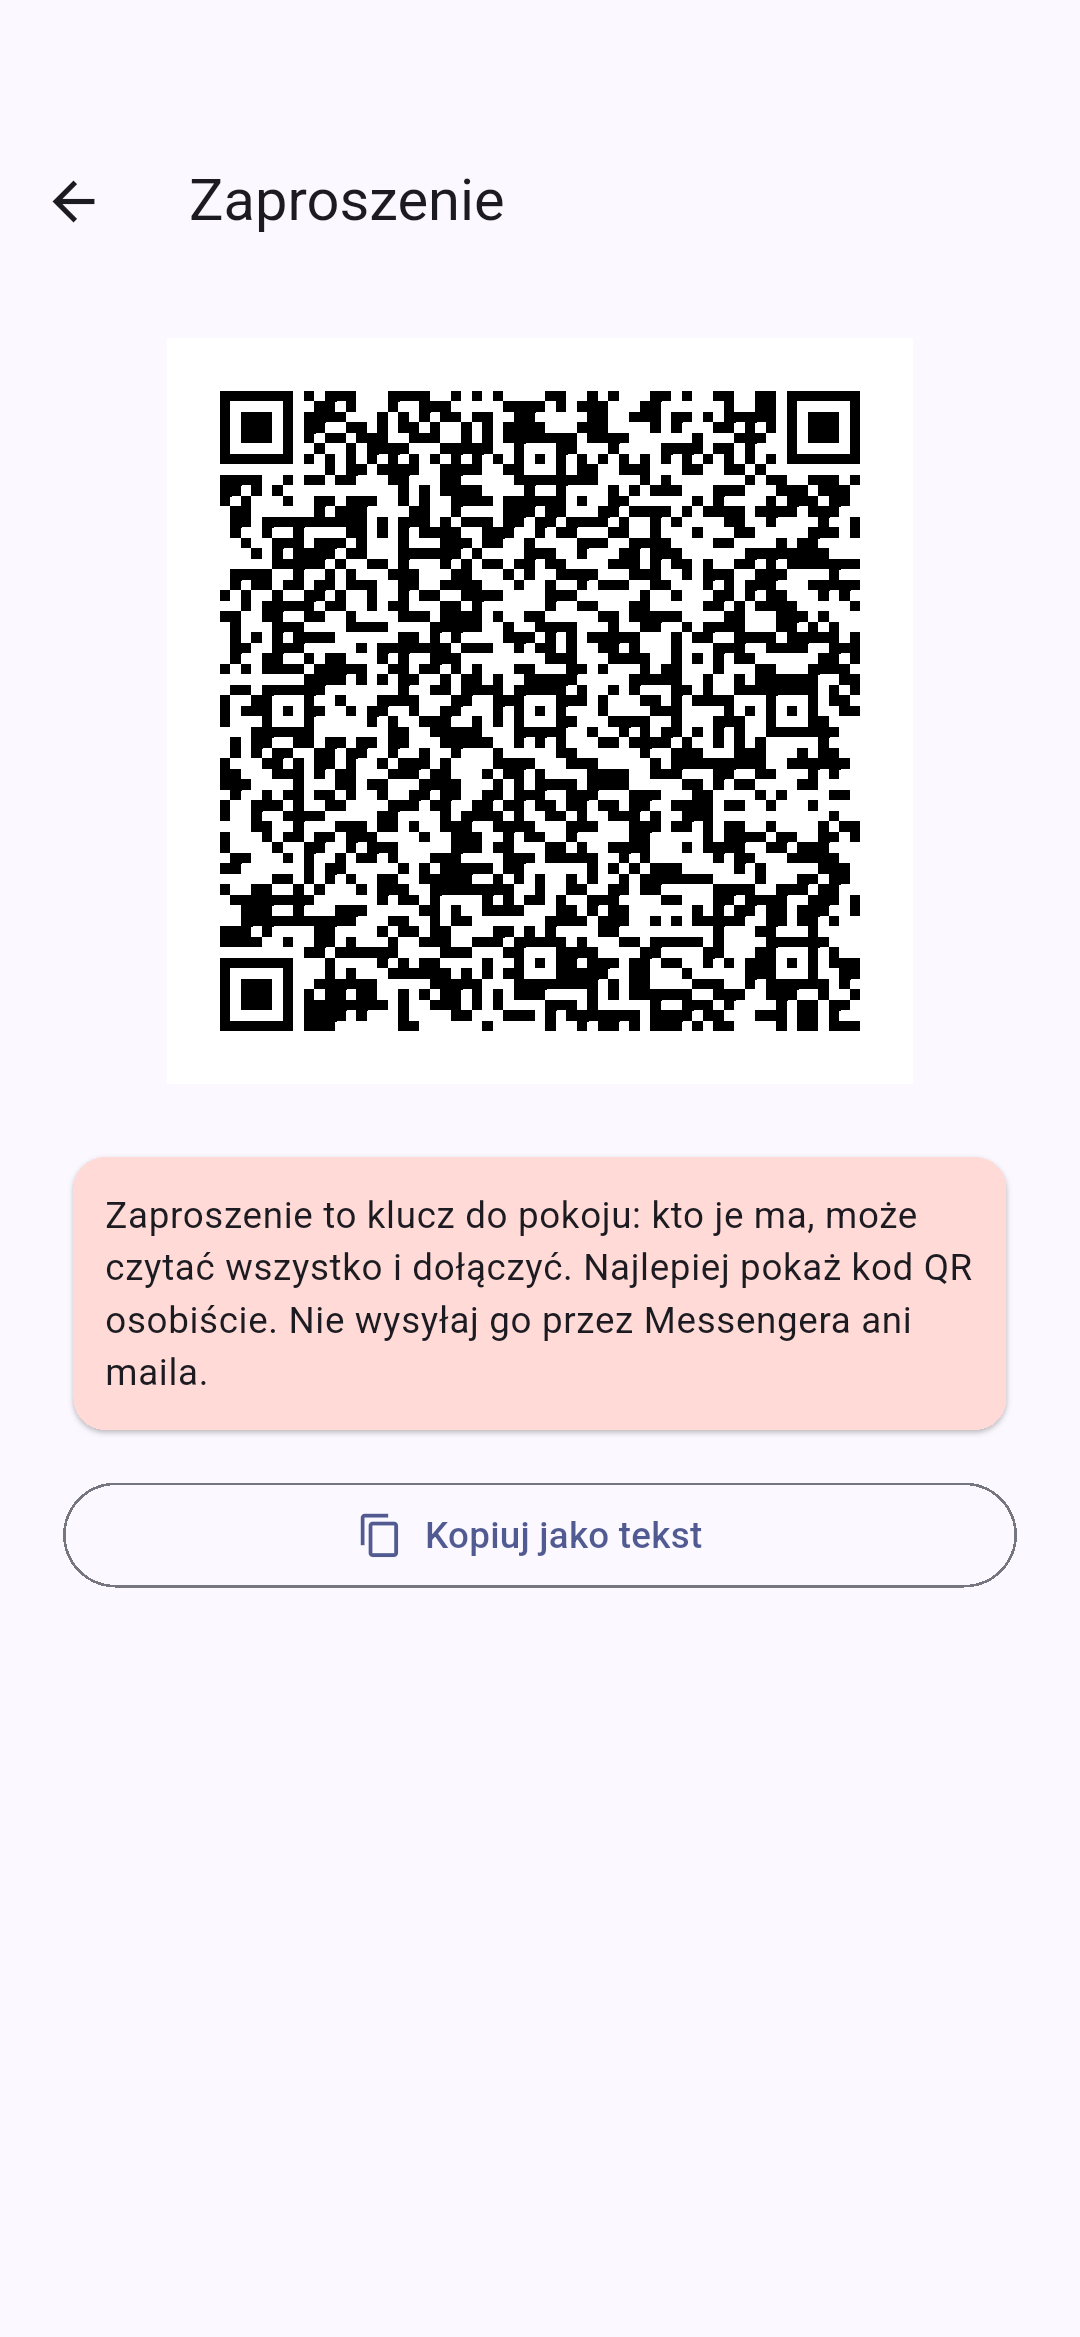 Zaproszenie
Zaproszenie to klucz do pokoju: kto je ma, może
czytać wszystko i dołączyć. Najlepiej pokaż kod QR
osobiście. Nie wysyłaj go przez Messengera ani
maila.
Kopiuj jako tekst